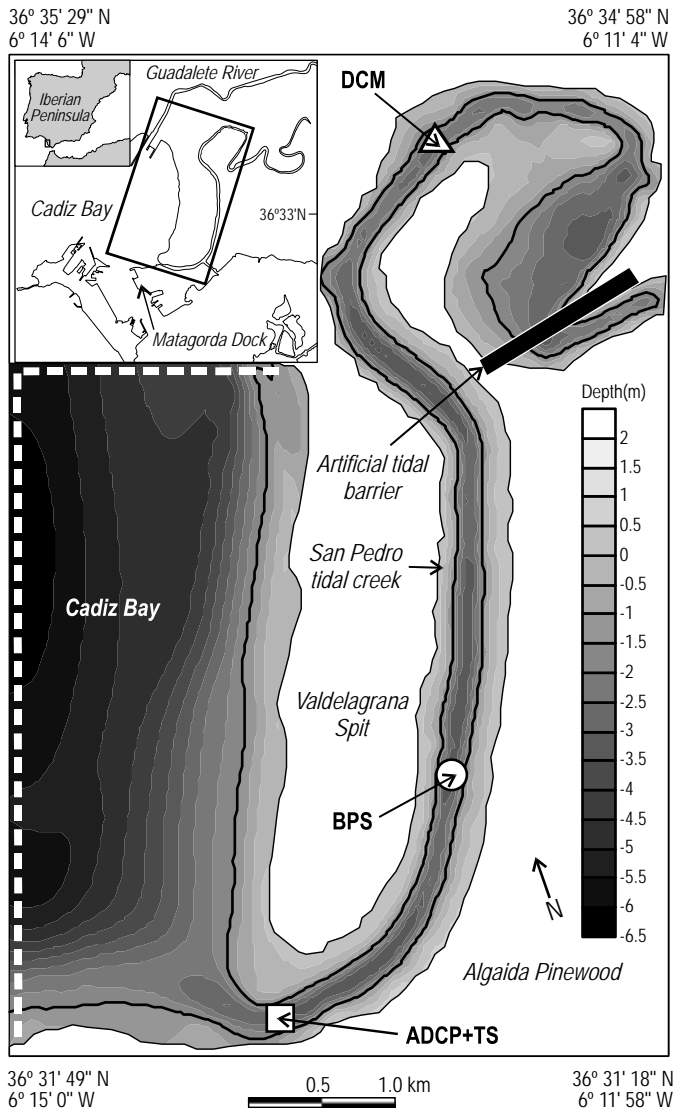 36º 35' 29" N
6º 14' 6" W
36º 34' 58" N
6º 11' 4" W
Guadalete River
Iberian
Peninsula
Cadiz Bay
36º33'N
Matagorda Dock
DCM
Depth(m)
2
1.5
1
0.5
0
-0.5
-1
-1.5
-2
-2.5
-3
-3.5
-4
-4.5
-5
-5.5
-6
-6.5
Artificial tidal
barrier
San Pedro
tidal creek
Cadiz Bay
Valdelagrana
Spit
BPS
N
Algaida Pinewood
ADCP+TS
36º 31' 49" N
6º 15' 0" W
0.5
1.0 km
36º 31' 18" N
6º 11' 58" W